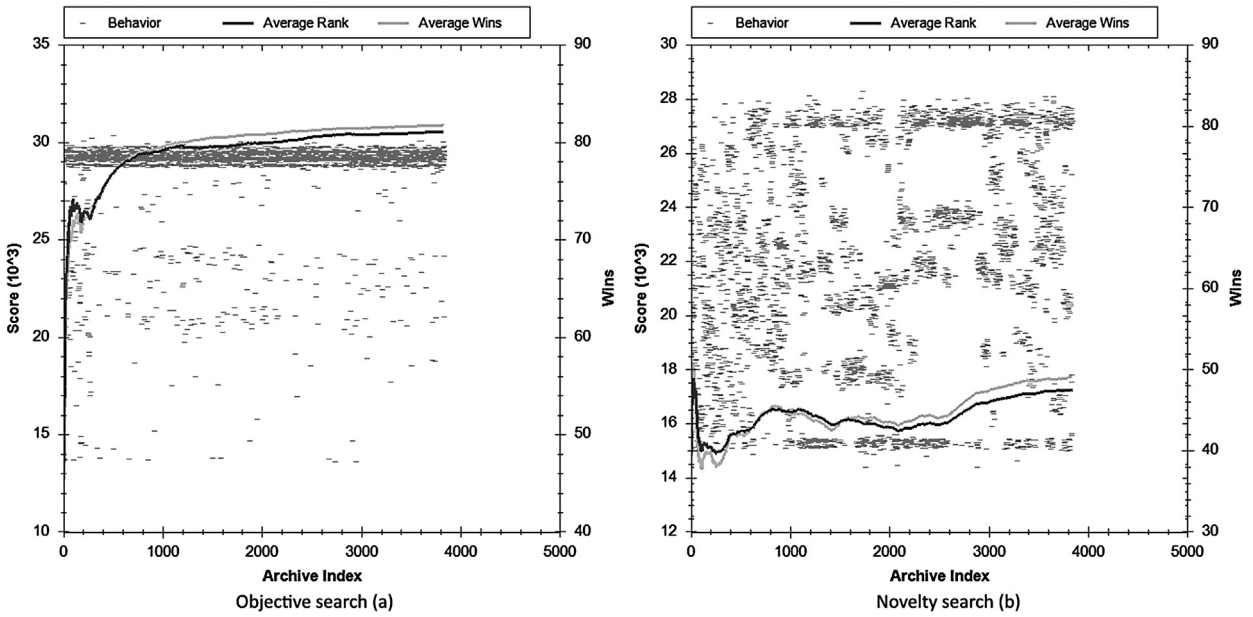 Behavior Average Rank Average Wins
35
30
25
20
15
10
Score (10^3)
90
80
70
60
50
40
Wins
0 1000 2000 3000 4000 5000
Archive Index
Objective search (a)
Behavior Average Rank Average Wins
30
28
26
24
22
20
18
16
14
12
Score (10^3)
90
80
70
60
50
40
30
Wins
0 1000 2000 3000 4000 5000
Archive Index
Novelty search (b)